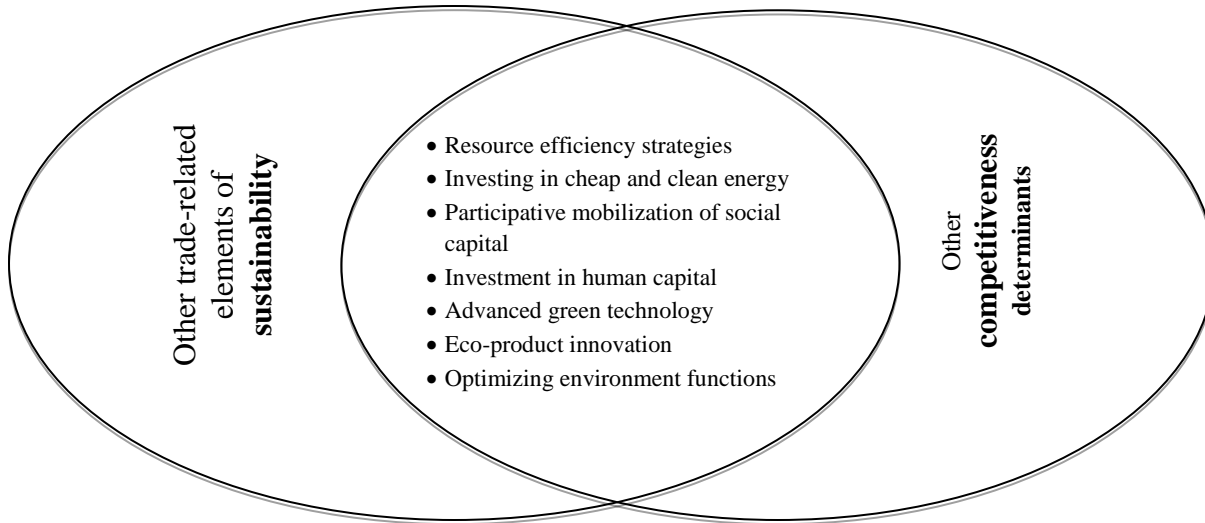 Other trade-related
elements of
sustainability
• Resource efficiency strategies
• Investing in cheap and clean energy
• Participative mobilization of social
capital
• Investment in human capital
• Advanced green technology
• Eco-product innovation
• Optimizing environment functions
Other
competitiveness
determinants